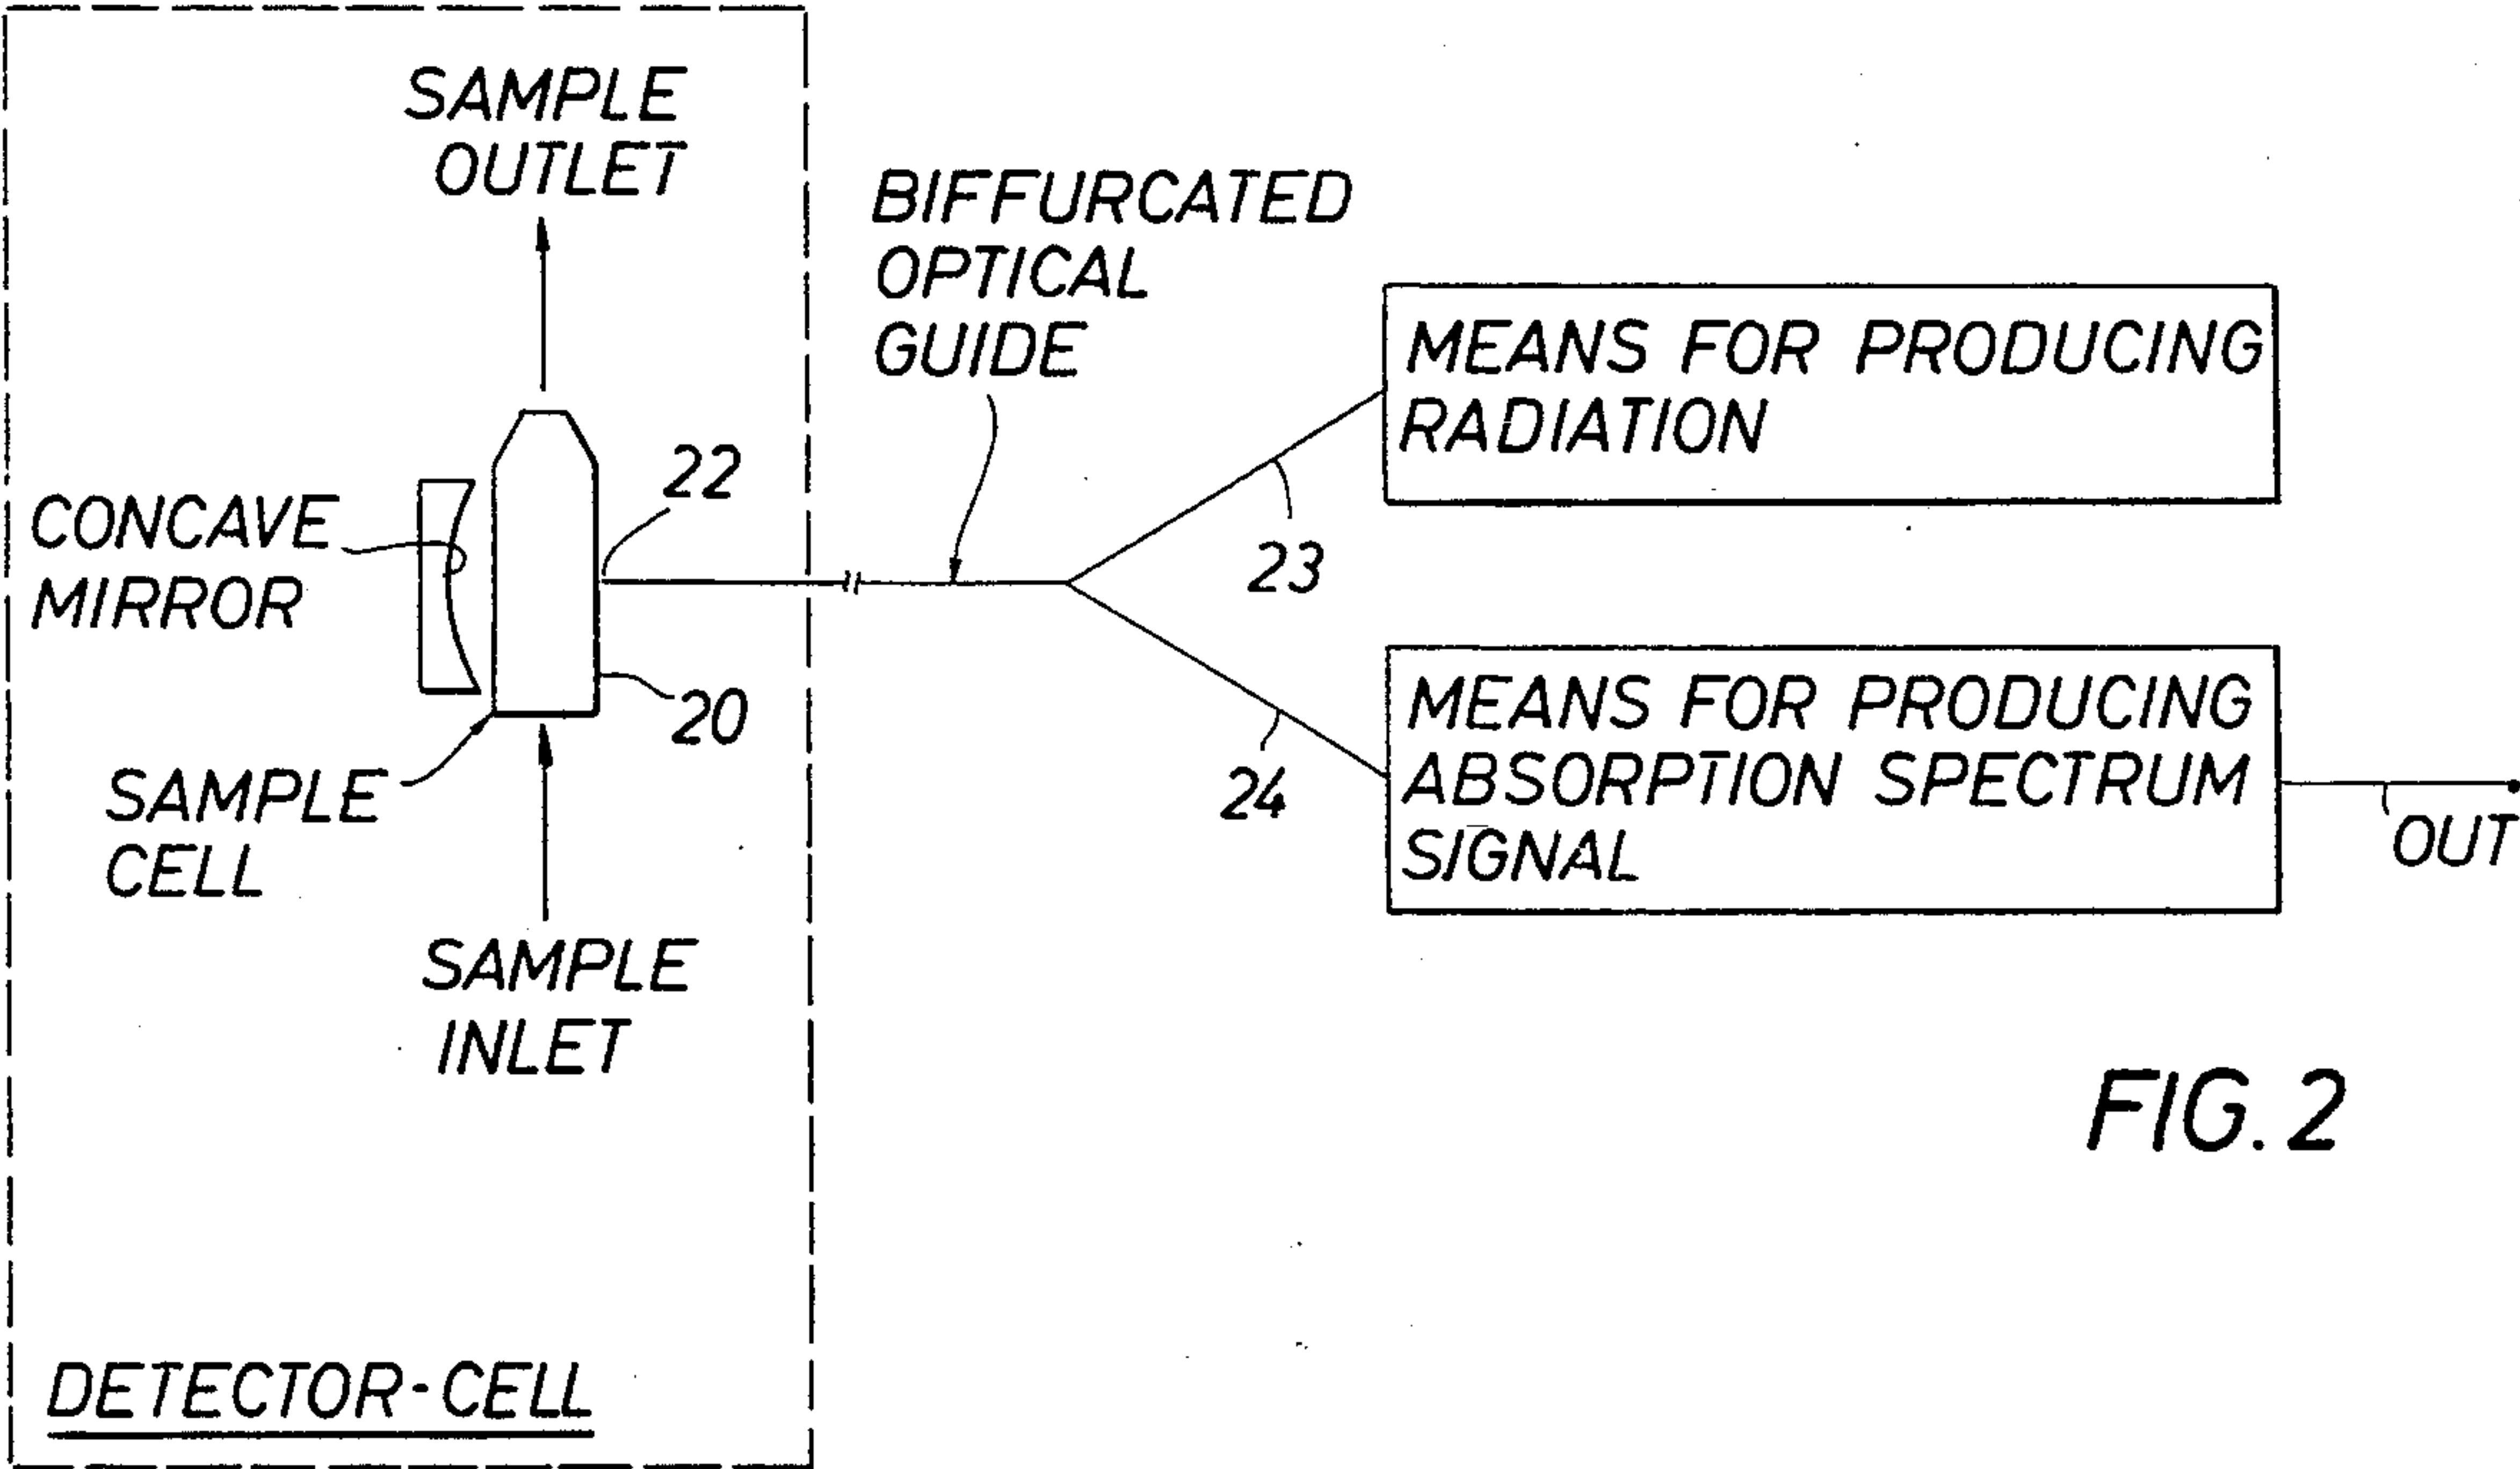 SAMPLE
OUTLET
BIFFURCATED
OPTICAL
GUIDE
MEANS FOR PRODUCING
RADIATION
22
CONCAVE
MIRROR
23
20
MEANS FOR PRODUCING
ABSORPTION SPECTRUM
SIGNAL
24
OUT
SAMPLE
CELL
SAMPLE
INLET
FIG. 2
DETECTOR-CELL